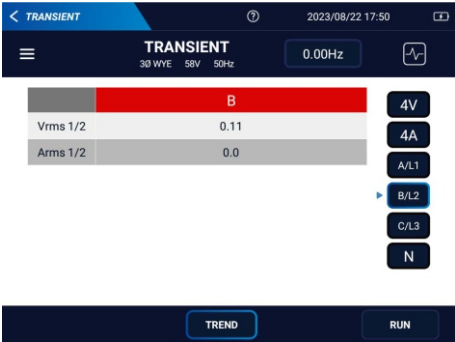 TRANSIENT
? 2023/08/22 17:50
TRANSIENT
3Ø WYE 58V 50Hz
0.00Hz
B
Vrms 1/2 0.11
Arms 1/2 0.0
4V
4A
A/L1
B/L2
C/L3
N
TREND RUN